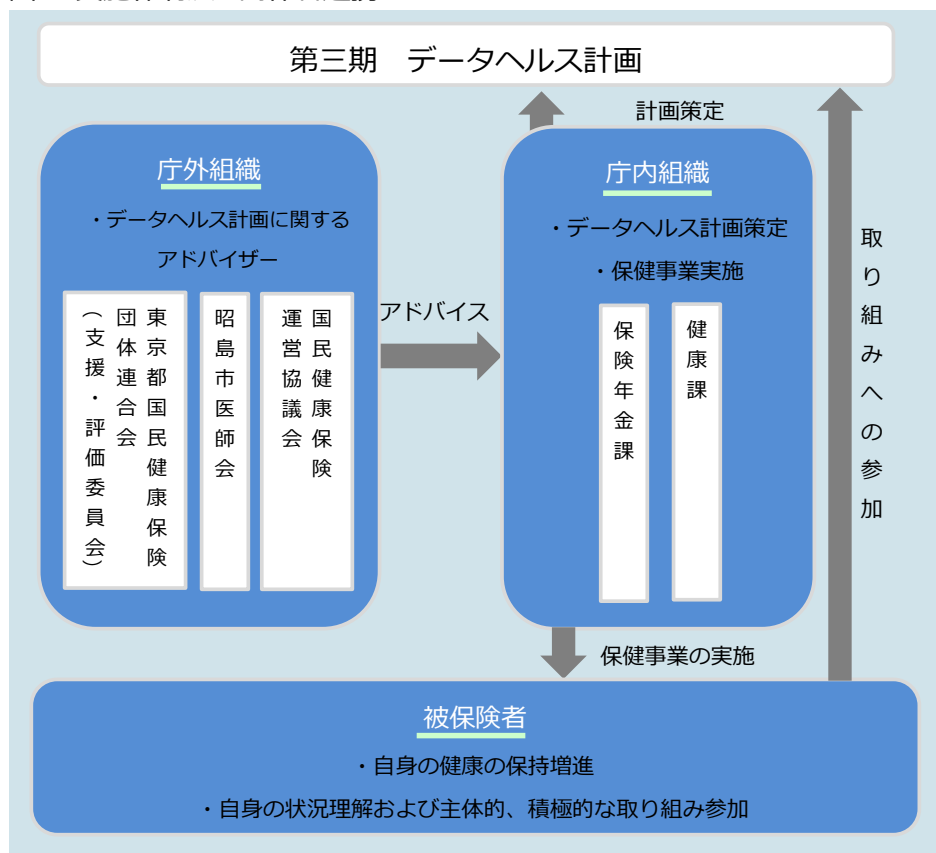 第三期　データヘルス計画
計画策定
庁外組織
・データヘルス計画に関する
アドバイザー
東京都国民健康保険
団体連合会
（支援・評価委員会）
昭島市医師会
国民健康保険
運営協議会
アドバイス
庁内組織
・データヘルス計画策定
・保健事業実施
保険年金課
健康課
取り組みへの参加
保健事業の実施
被保険者
・自身の健康の保持増進
・自身の状況理解および主体的、積極的な取り組み参加